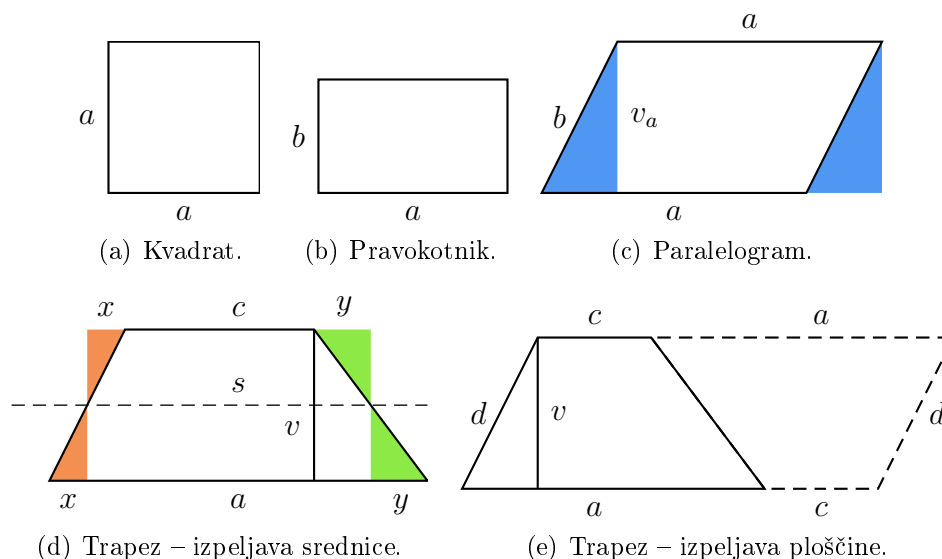 a
a
(a) Kvadrat.
b
a
(b) Pravokotnik.
a
b
v_a
a
(c) Paralelogram.
x c y
s
v
x a y
(d) Trapez – izpeljava srednice.
c a
d v d
a c
(e) Trapez – izpeljava ploščine.